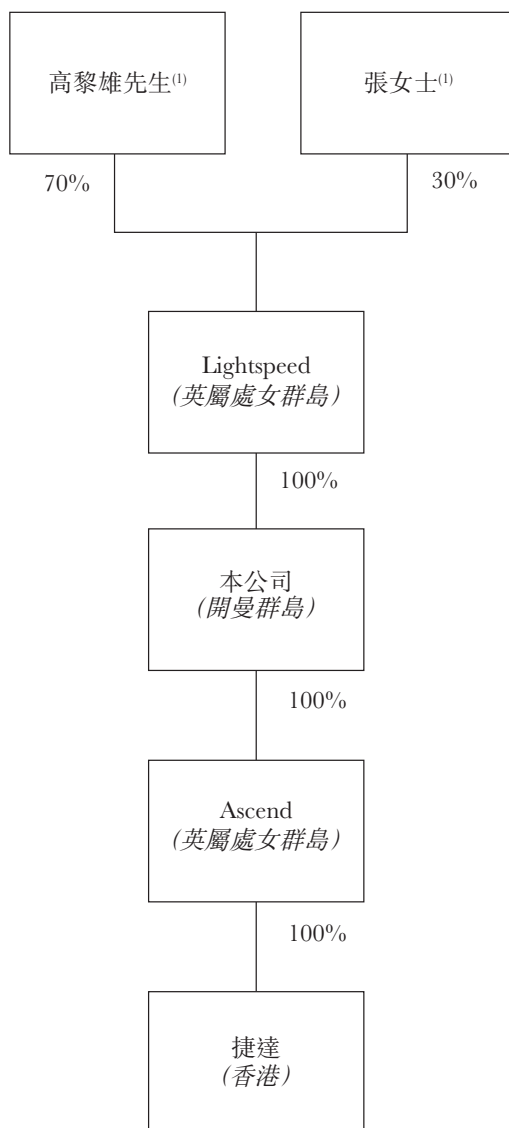 高黎雄先生(1)
張女士(1)
70%
30%
Lightspeed
(英屬處女群島)
100%
本公司
(開曼群島)
100%
Ascend
(英屬處女群島)
100%
捷達
(香港)